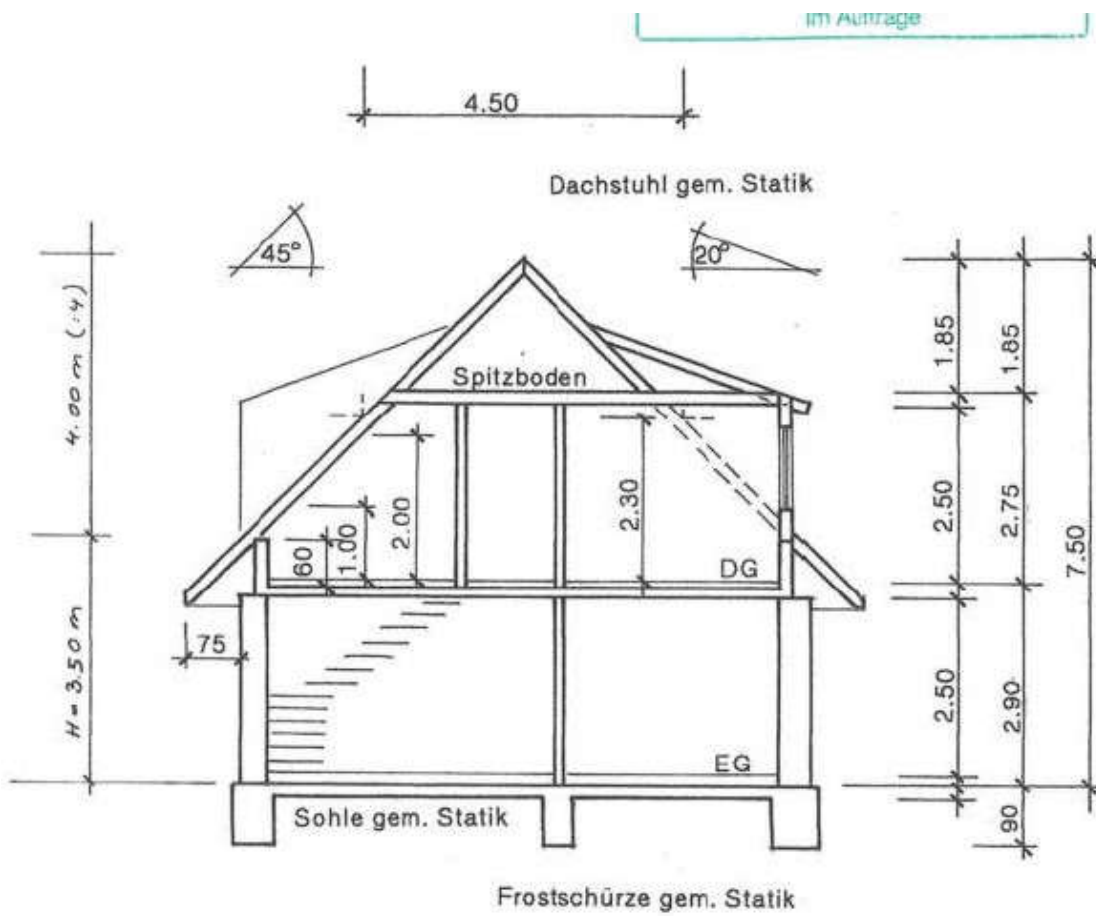 im Auftrage
4.50
Dachstuhl gem. Statik
45°
20°
4.00 m (:4)
1.85
1.85
Spitzboden
60
1.00
2.00
2.30
2.50
2.75
7.50
DG
H = 3.50 m
75
2.50
2.90
EG
Sohle gem. Statik
90
Frostschürze gem. Statik